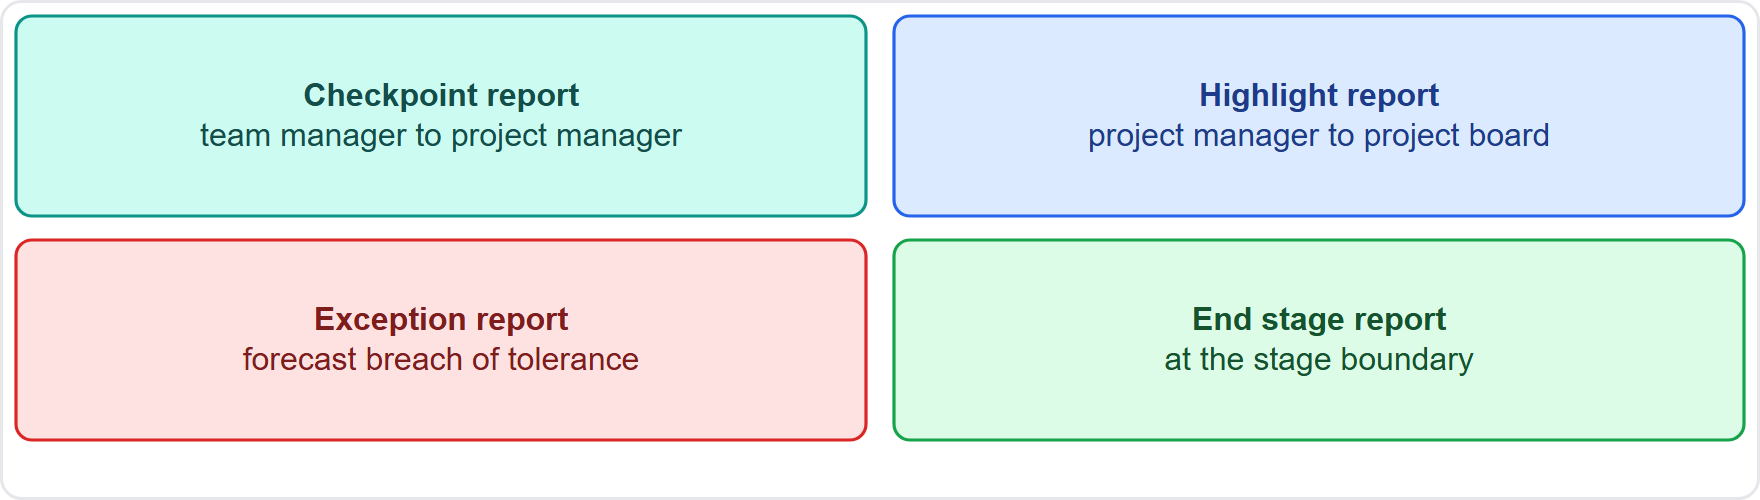 Checkpoint report
team manager to project manager
Highlight report
project manager to project board
Exception report
forecast breach of tolerance
End stage report
at the stage boundary